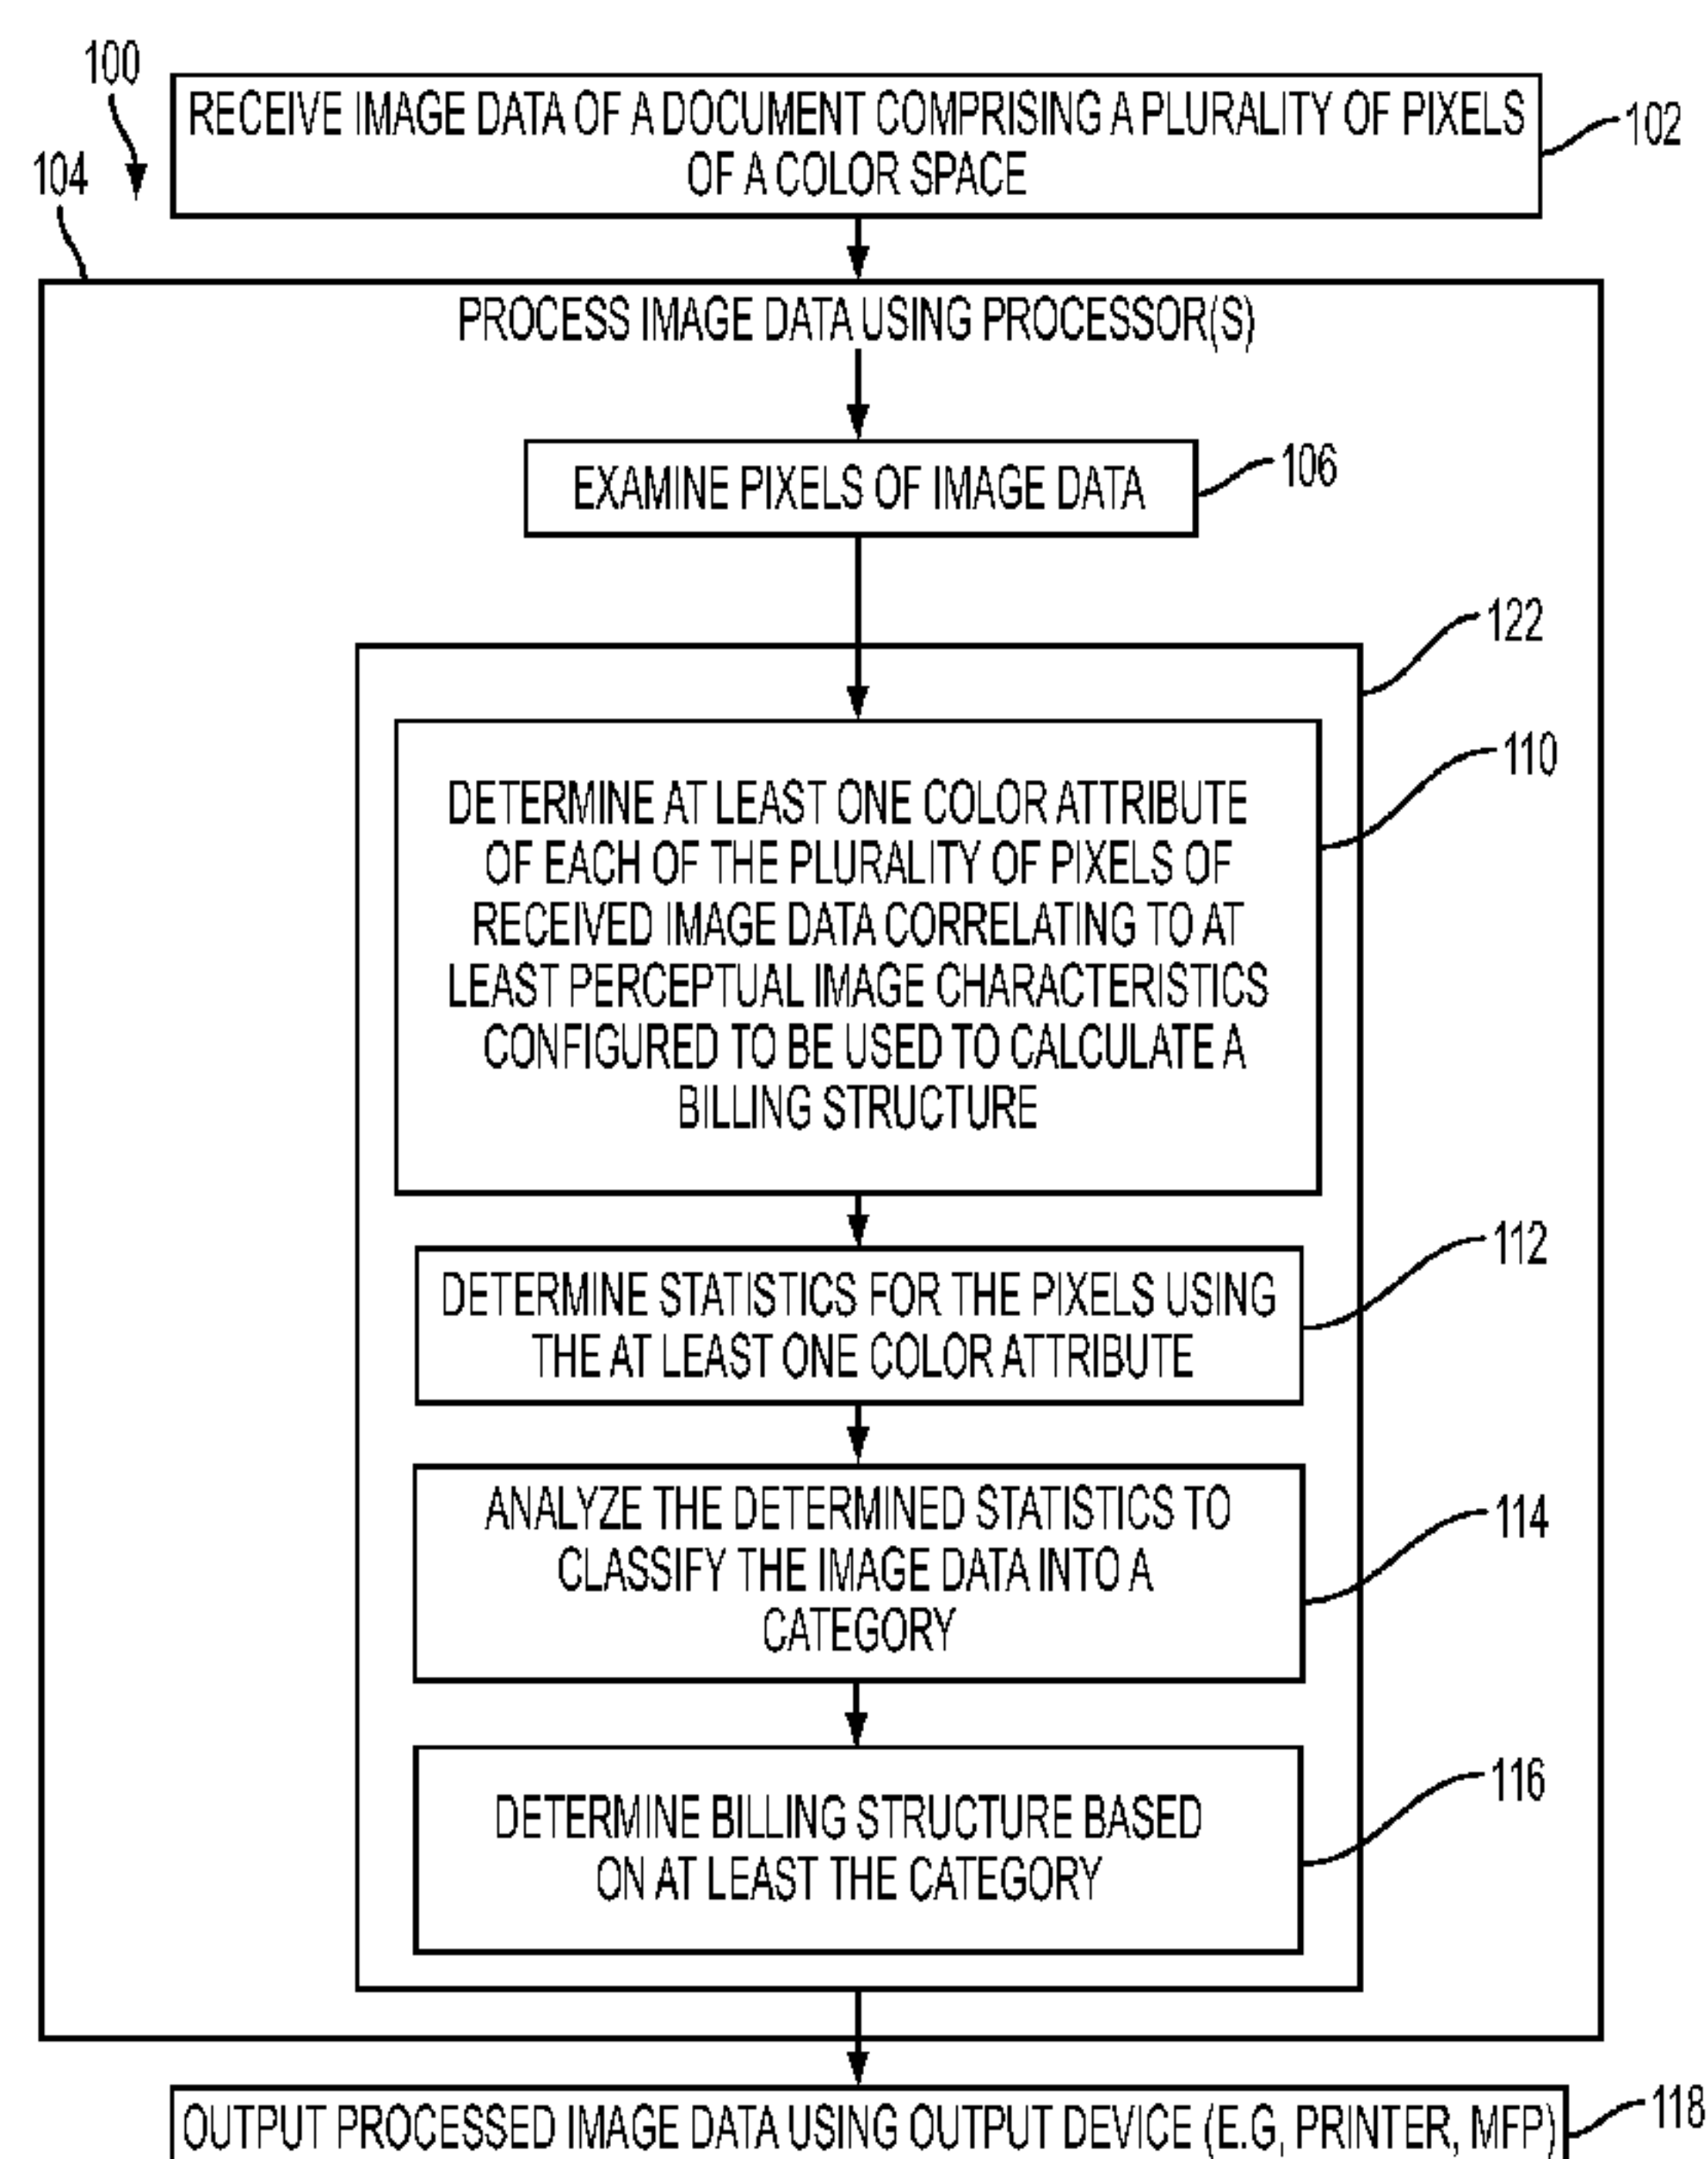 100
RECEIVE IMAGE DATA OF A DOCUMENT COMPRISING A PLURALITY OF PIXELS
OF A COLOR SPACE
102
104
PROCESS IMAGE DATA USING PROCESSOR(S)
EXAMINE PIXELS OF IMAGE DATA
106
122
DETERMINE AT LEAST ONE COLOR ATTRIBUTE
OF EACH OF THE PLURALITY OF PIXELS OF
RECEIVED IMAGE DATA CORRELATING TO AT
LEAST PERCEPTUAL IMAGE CHARACTERISTICS
CONFIGURED TO BE USED TO CALCULATE A
BILLING STRUCTURE
110
DETERMINE STATISTICS FOR THE PIXELS USING
THE AT LEAST ONE COLOR ATTRIBUTE
112
ANALYZE THE DETERMINED STATISTICS TO
CLASSIFY THE IMAGE DATA INTO A
CATEGORY
114
DETERMINE BILLING STRUCTURE BASED
ON AT LEAST THE CATEGORY
116
OUTPUT PROCESSED IMAGE DATA USING OUTPUT DEVICE (E.G, PRINTER, MFP)
118